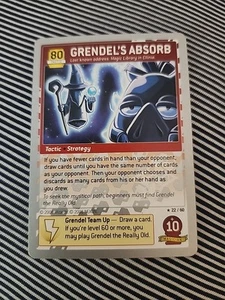 80
GRENDEL'S ABSORB
Last known address: Magic Library in Ellinia
Tactic Strategy
If you have fewer cards in hand than your opponent,
draw cards until you have the same number of cards
as your opponent. Then your opponent chooses and
discards as many cards from his or her hand as
you drew.
To seek the mystical path, beginners must find Grendel
the Really Old.
22 / 60
Grendel Team Up — Draw a card.
If you're level 60 or more, you
may play Grendel the Really Old.
10